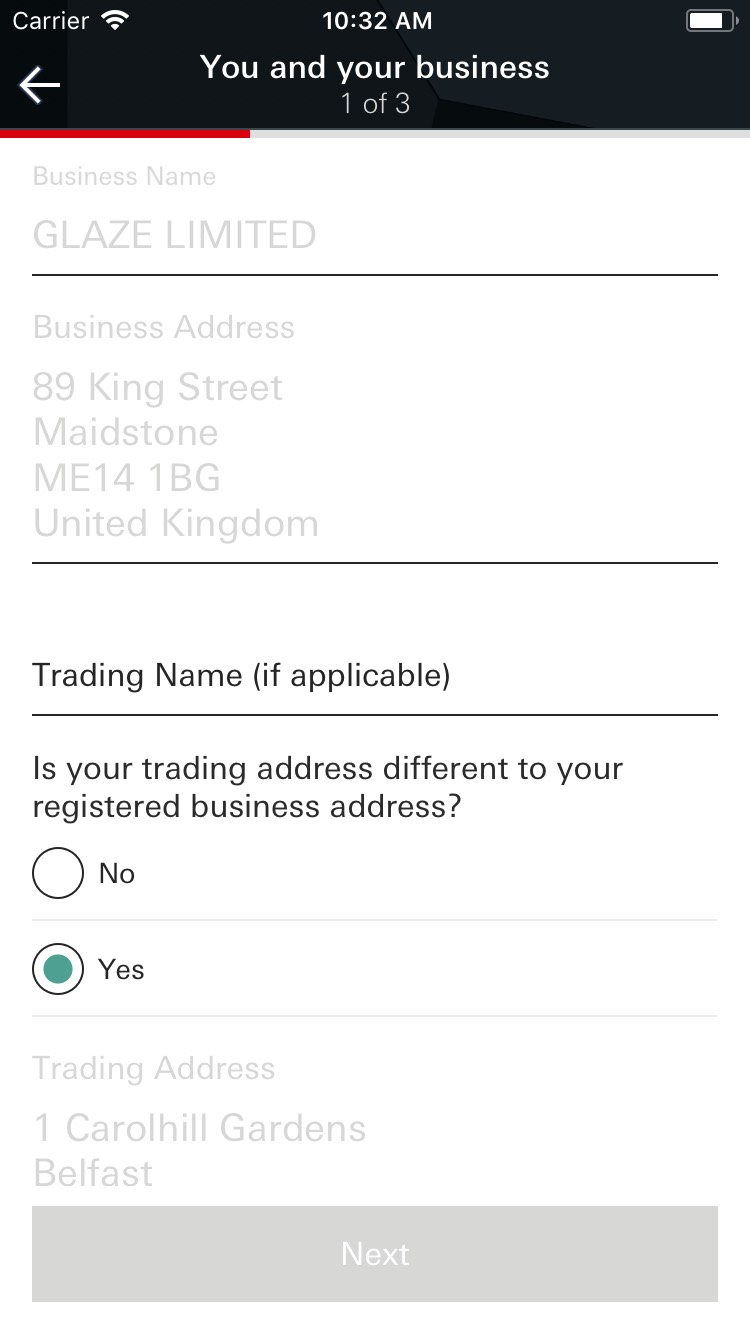 Carrier 10:32 AM
You and your business
1 of 3
Business Name
GLAZE LIMITED
Business Address
89 King Street
Maidstone
ME14 1BG
United Kingdom
Trading Name (if applicable)
Is your trading address different to your
registered business address?
No
Yes
Trading Address
1 Carolhill Gardens
Belfast
Next